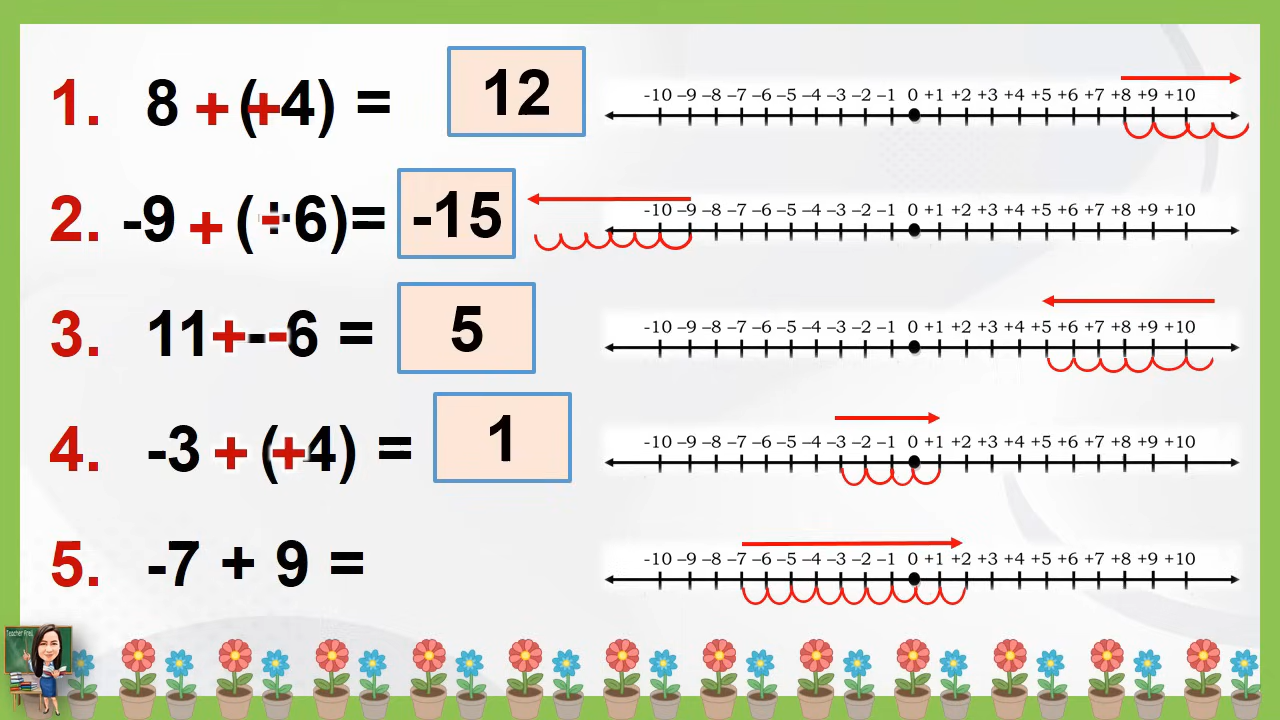 1. 8 + (+4) = 12
-10 –9 –8 –7 –6 –5 –4 –3 –2 –1 0 +1 +2 +3 +4 +5 +6 +7 +8 +9 +10
2. -9 + (-6)= -15
-10 –9 –8 –7 –6 –5 –4 –3 –2 –1 0 +1 +2 +3 +4 +5 +6 +7 +8 +9 +10
3. 11+--6 = 5
-10 –9 –8 –7 –6 –5 –4 –3 –2 –1 0 +1 +2 +3 +4 +5 +6 +7 +8 +9 +10
4. -3 + (+4) = 1
-10 –9 –8 –7 –6 –5 –4 –3 –2 –1 0 +1 +2 +3 +4 +5 +6 +7 +8 +9 +10
5. -7 + 9 =
-10 –9 –8 –7 –6 –5 –4 –3 –2 –1 0 +1 +2 +3 +4 +5 +6 +7 +8 +9 +10
Teacher